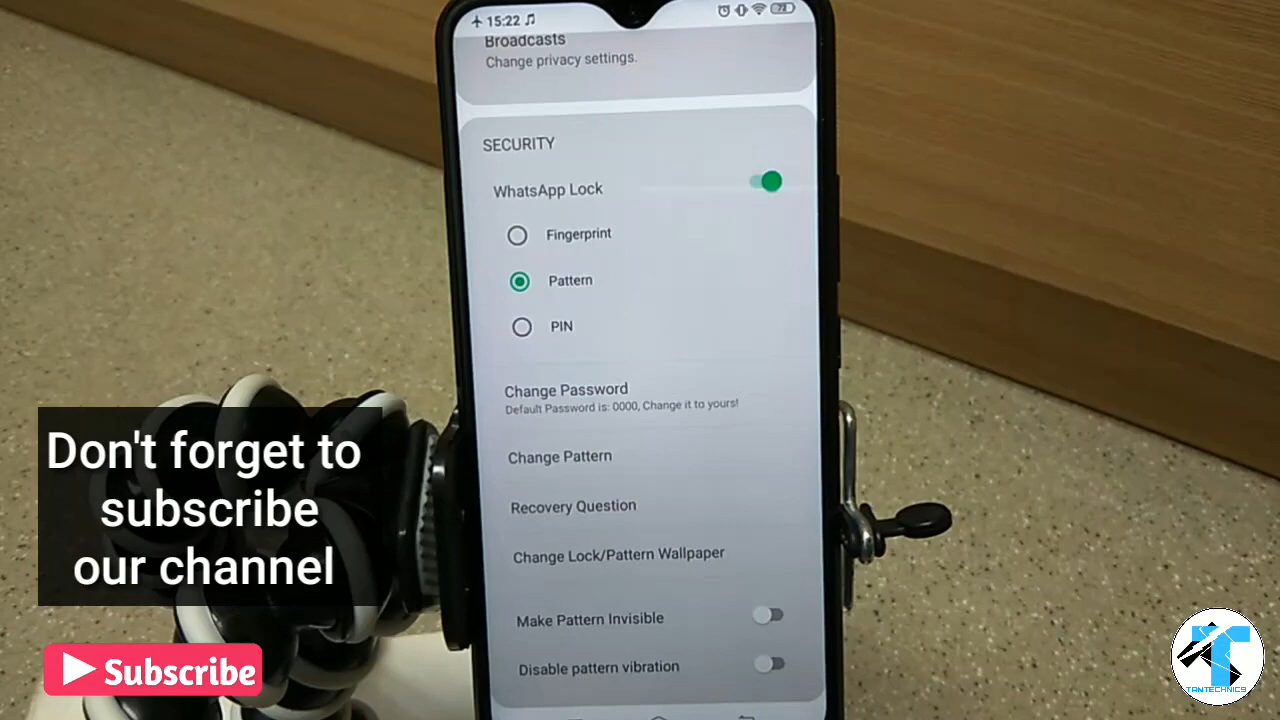 15:22
72
Broadcasts
Change privacy settings.
SECURITY
WhatsApp Lock
Fingerprint
Pattern
PIN
Change Password
Default Password is: 0000, Change it to yours!
Change Pattern
Recovery Question
Change Lock/Pattern Wallpaper
Make Pattern Invisible
Disable pattern vibration
Don't forget to
subscribe
our channel
Subscribe
TANTECHNICS